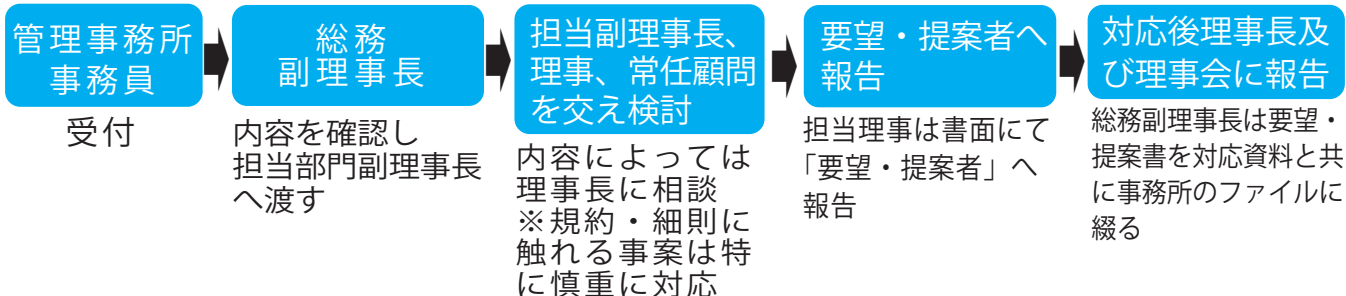 管理事務所
事務員
受付
総務
副理事長
内容を確認し
担当部門副理事長
へ渡す
担当副理事長、
理事、常任顧問
を交え検討
内容によっては
理事長に相談
※規約・細則に
触れる事案は特
に慎重に対応
要望・提案者へ
報告
担当理事は書面にて
「要望・提案者」へ
報告
対応後理事長及
び理事会に報告
総務副理事長は要望・
提案書を対応資料と共
に事務所のファイルに
綴る